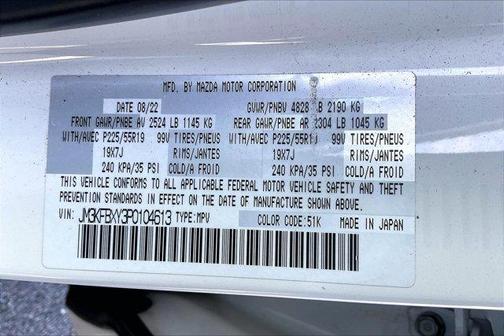 MFD. BY MAZDA MOTOR CORPORATION
DATE 08/22 GVWR/PNBV 4828 LB 2190 KG
FRONT GAWR/PNBE AV 2524 LB 1145 KG REAR GAWR/PNBE AR 2304 LB 1045 KG
WITH/AVEC P225/55R19 99V TIRES/PNEUS WITH/AVEC P225/55R19 99V TIRES/PNEUS
19X7J RIMS/JANTES 19X7J RIMS/JANTES
240 KPA/35 PSI COLD/A FROID 240 KPA/35 PSI COLD/A FROID
THIS VEHICLE CONFORMS TO ALL APPLICABLE FEDERAL MOTOR VEHICLE SAFETY AND THEFT
PREVENTION STANDARDS IN EFFECT ON THE DATE OF MANUFACTURE SHOWN ABOVE.
VIN: JM3KFBXY3P0104613 TYPE:MPV COLOR CODE: 51K MADE IN JAPAN